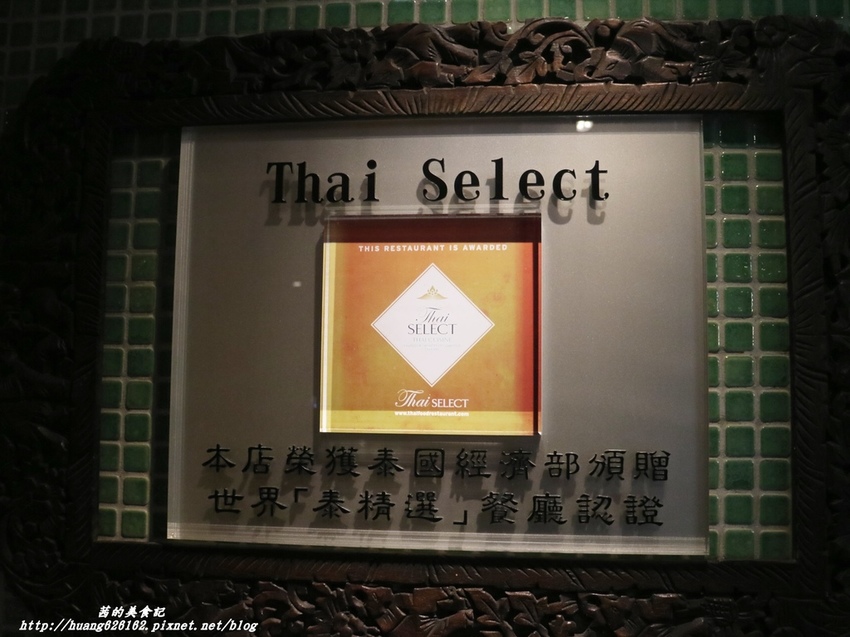 Thai Select
THIS RESTAURANT IS AWARDED
Thai
SELECT
Thai SELECT
www.thaifoodrestaurant.com
本店榮獲泰國經濟部頒贈
世界「泰精選」餐廳認證
茜的美食記
http://huang626162.pixnet.net/blog